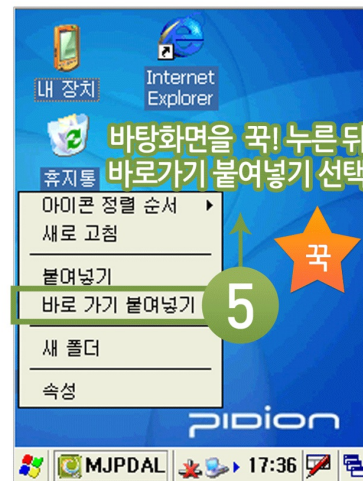 내 장치
Internet
Explorer
바탕화면을 꾹! 누른 뒤
바로가기 붙여넣기 선택
휴지통
아이콘 정렬 순서
새로 고침
꾹
붙여넣기
바로 가기 붙여넣기
5
새 폴더
속성
PIDION
MJPDAL
17:36